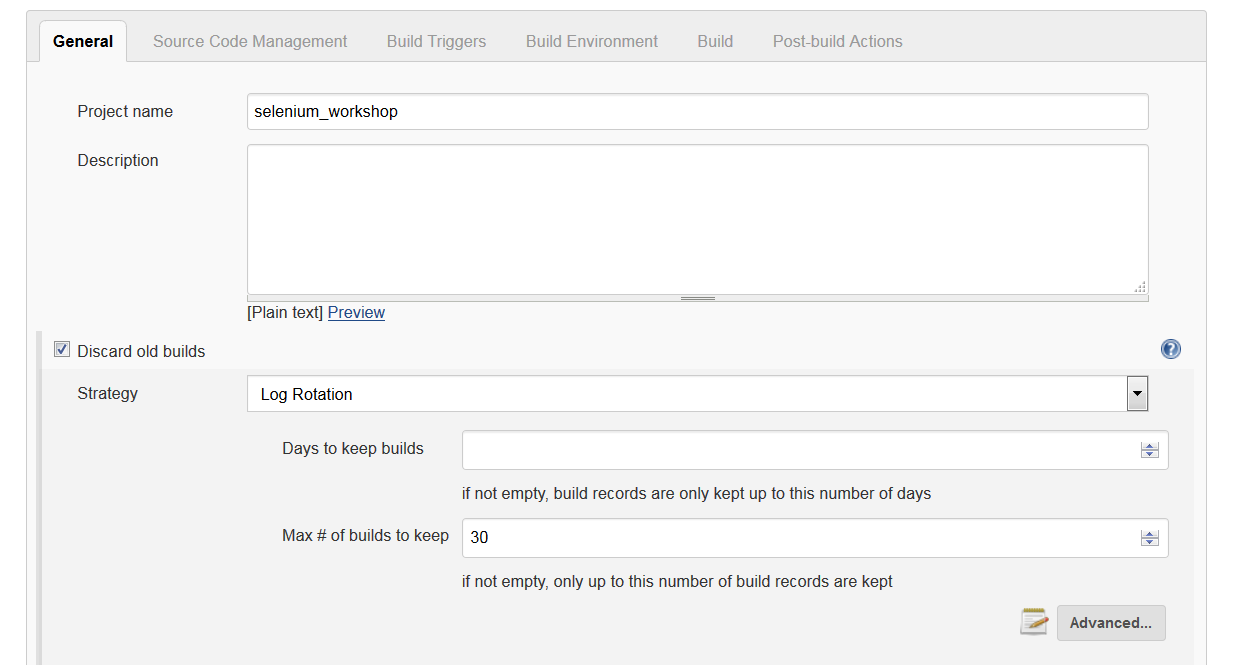 General Source Code Management Build Triggers Build Environment Build Post-build Actions
Project name selenium_workshop
Description
[Plain text] Preview
Discard old builds ?
Strategy Log Rotation
Days to keep builds
if not empty, build records are only kept up to this number of days
Max # of builds to keep 30
if not empty, only up to this number of build records are kept
Advanced...